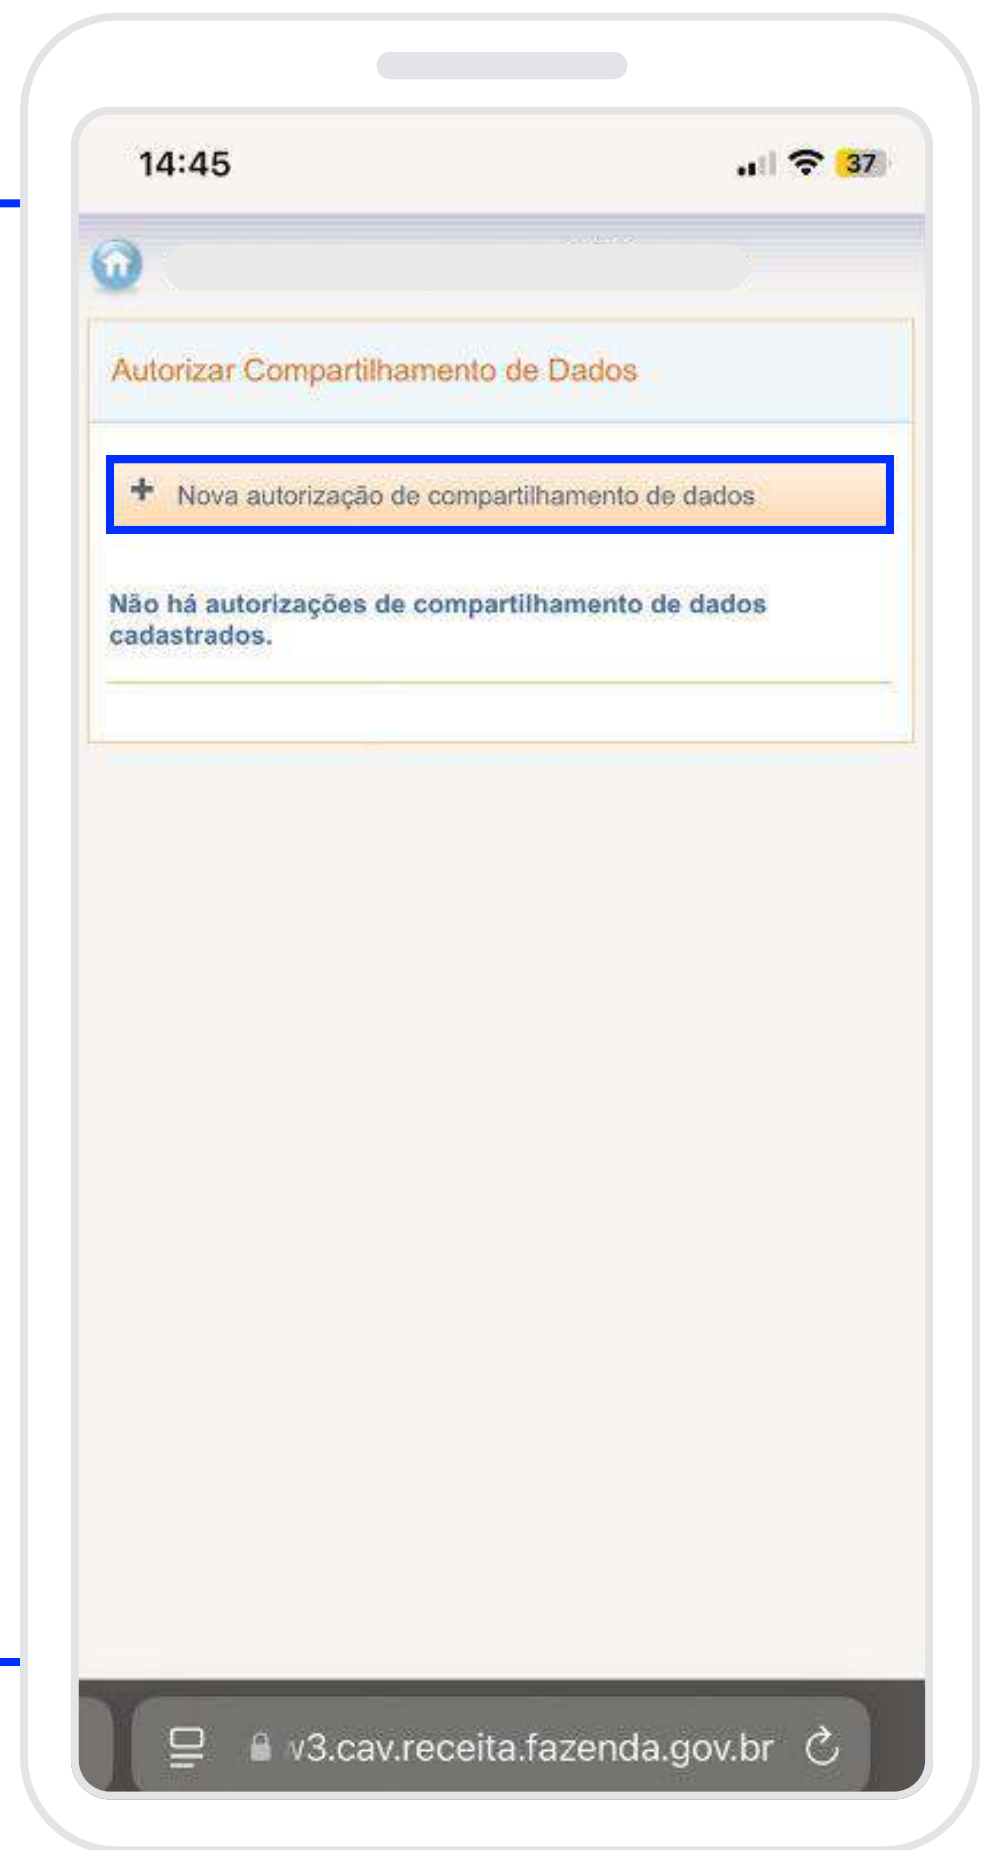 14:45
37
Autorizar Compartilhamento de Dados
+ Nova autorização de compartilhamento de dados
Não há autorizações de compartilhamento de dados
cadastrados.
v3.cav.receita.fazenda.gov.br